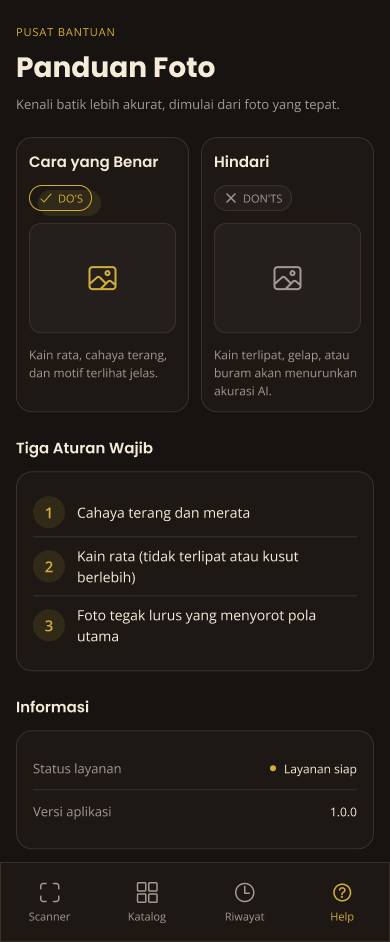 PUSAT BANTUAN
Panduan Foto
Kenali batik lebih akurat, dimulai dari foto yang tepat.
Cara yang Benar
DO'S
Kain rata, cahaya terang,
dan motif terlihat jelas.
Hindari
DON'TS
Kain terlipat, gelap, atau
buram akan menurunkan
akurasi AI.
Tiga Aturan Wajib
1 Cahaya terang dan merata
2 Kain rata (tidak terlipat atau kusut
berlebih)
3 Foto tegak lurus yang menyorot pola
utama
Informasi
Status layanan Layanan siap
Versi aplikasi 1.0.0
Scanner Katalog Riwayat Help